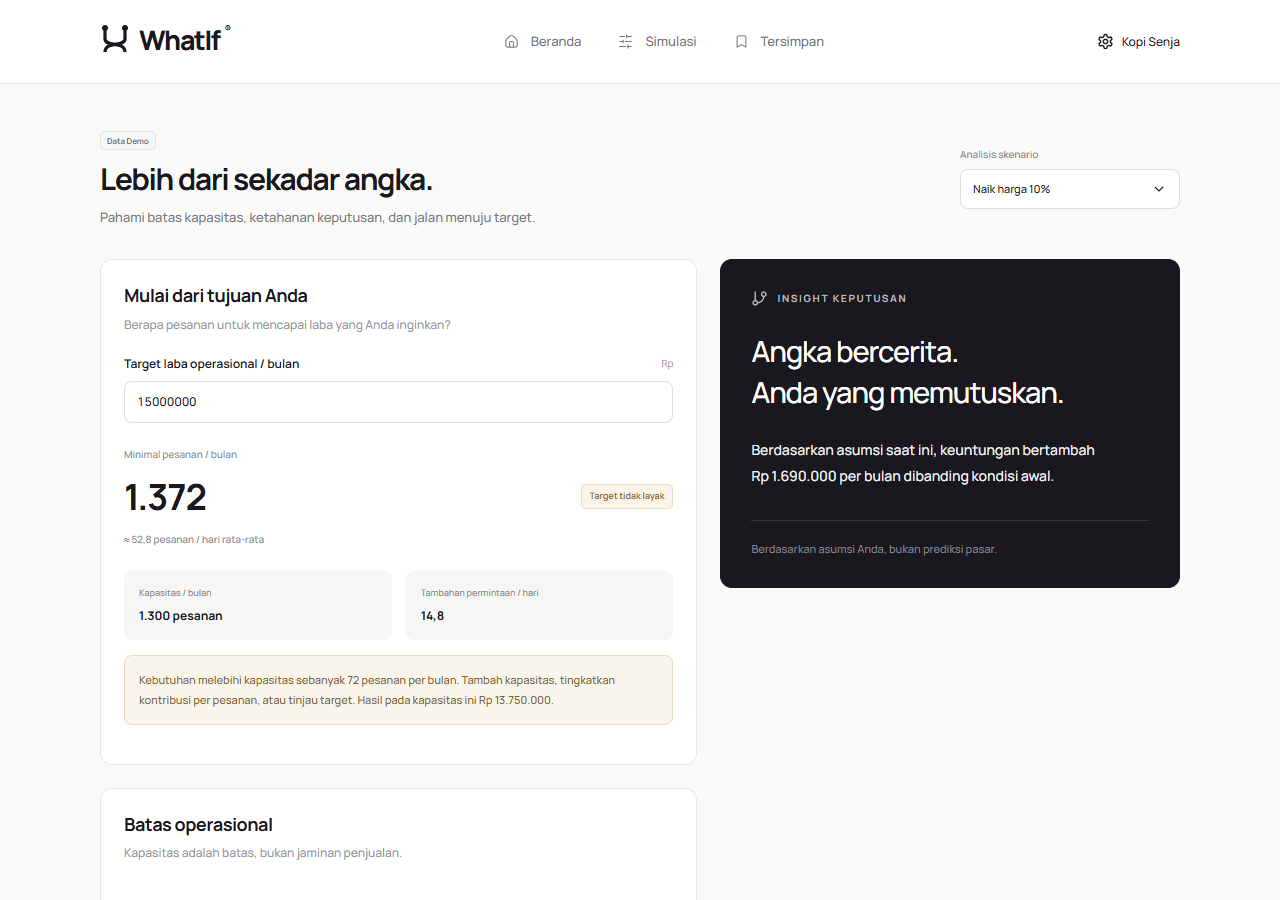 WhatIf®
Beranda
Simulasi
Tersimpan
Kopi Senja
Data Demo
Lebih dari sekadar angka.
Pahami batas kapasitas, ketahanan keputusan, dan jalan menuju target.
Analisis skenario
Naik harga 10%
Mulai dari tujuan Anda
Berapa pesanan untuk mencapai laba yang Anda inginkan?
Target laba operasional / bulan
Rp
15000000
Minimal pesanan / bulan
1.372
Target tidak layak
≈ 52,8 pesanan / hari rata-rata
Kapasitas / bulan
1.300 pesanan
Tambahan permintaan / hari
14,8
Kebutuhan melebihi kapasitas sebanyak 72 pesanan per bulan. Tambah kapasitas, tingkatkan
kontribusi per pesanan, atau tinjau target. Hasil pada kapasitas ini Rp 13.750.000.
INSIGHT KEPUTUSAN
Angka bercerita.
Anda yang memutuskan.
Berdasarkan asumsi saat ini, keuntungan bertambah
Rp 1.690.000 per bulan dibanding kondisi awal.
Berdasarkan asumsi Anda, bukan prediksi pasar.
Batas operasional
Kapasitas adalah batas, bukan jaminan penjualan.